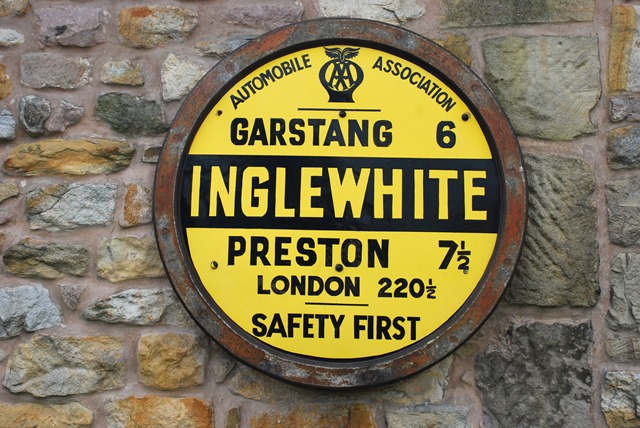 AUTOMOBILE AA ASSOCIATION
GARSTANG 6
INGLEWHITE
PRESTON 7½
LONDON 220½
SAFETY FIRST